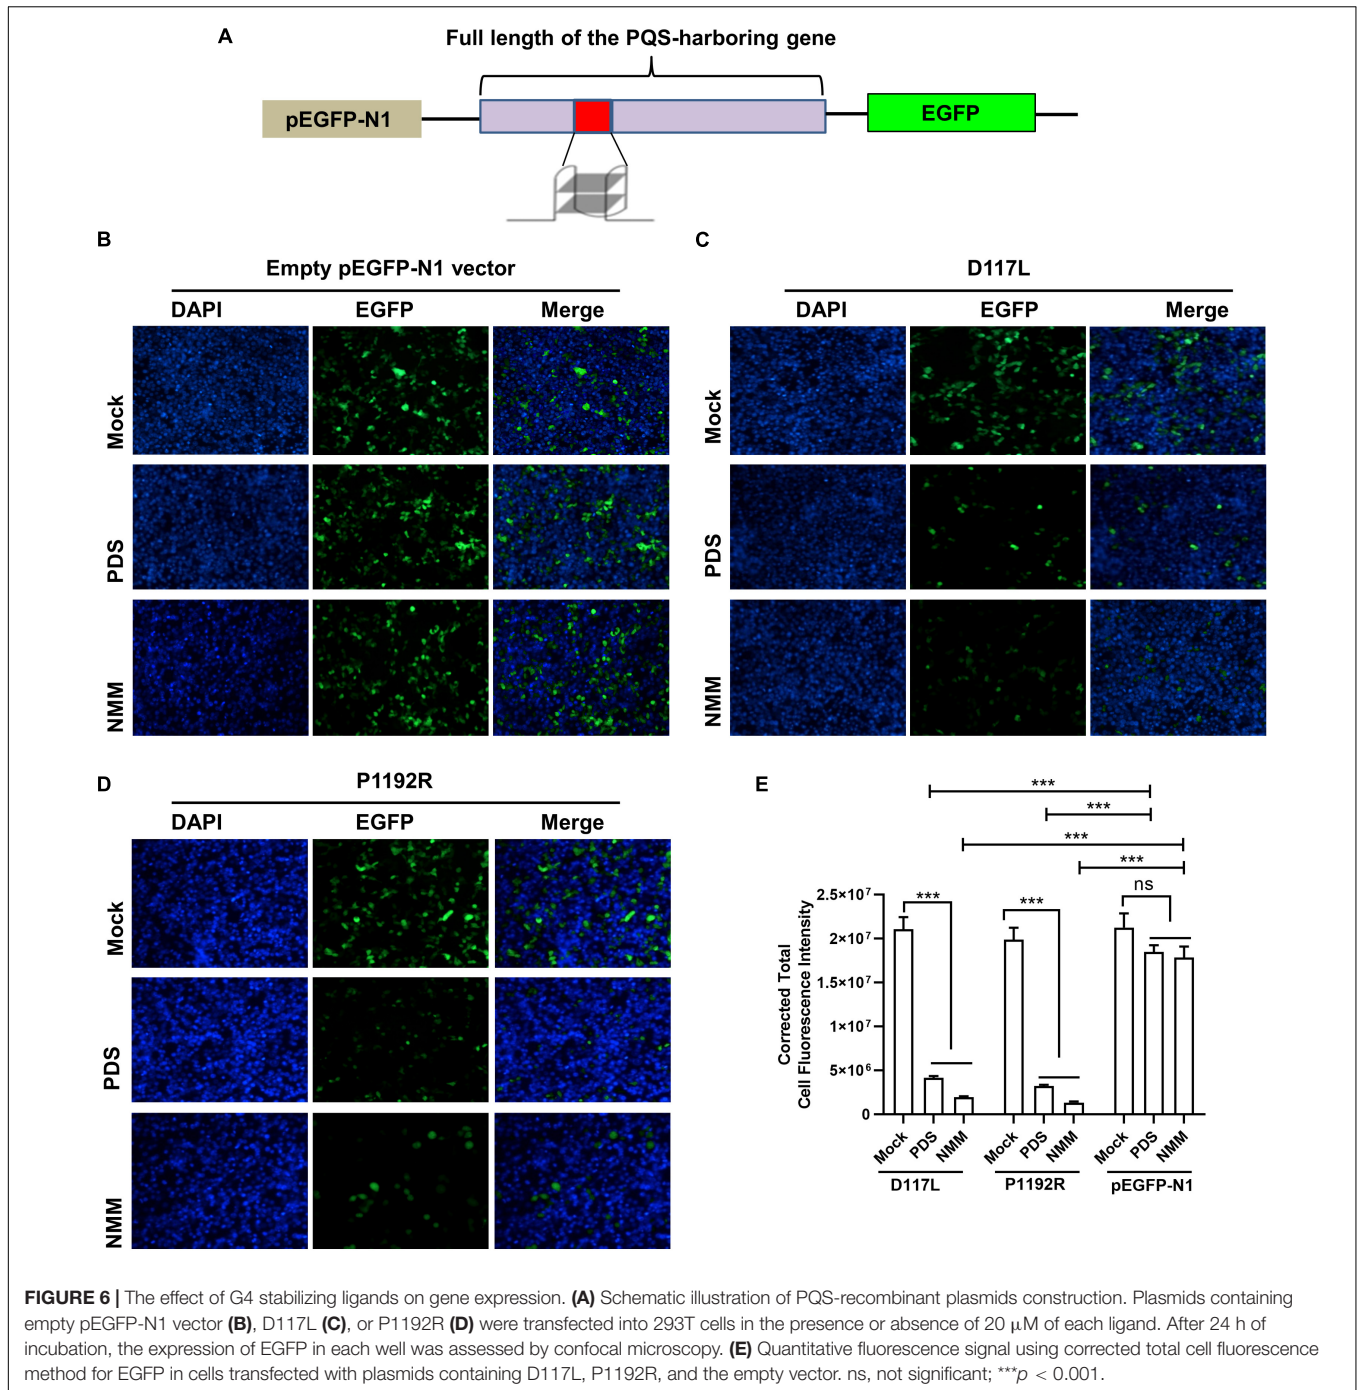 A
Full length of the PQS-harboring gene
pEGFP-N1
EGFP
B
Empty pEGFP-N1 vector
DAPI EGFP Merge
Mock
PDS
NMM
C
D117L
DAPI EGFP Merge
Mock
PDS
NMM
D
P1192R
DAPI EGFP Merge
Mock
PDS
NMM
E
***
***
***
***
*** *** ns
Corrected Total
Cell Fluorescence Intensity
2.5×10⁷
2×10⁷
1.5×10⁷
1×10⁷
5×10⁶
0
Mock PDS NMM Mock PDS NMM Mock PDS NMM
D117L P1192R pEGFP-N1
FIGURE 6 | The effect of G4 stabilizing ligands on gene expression. (A) Schematic illustration of PQS-recombinant plasmids construction. Plasmids containing
empty pEGFP-N1 vector (B), D117L (C), or P1192R (D) were transfected into 293T cells in the presence or absence of 20 μM of each ligand. After 24 h of
incubation, the expression of EGFP in each well was assessed by confocal microscopy. (E) Quantitative fluorescence signal using corrected total cell fluorescence
method for EGFP in cells transfected with plasmids containing D117L, P1192R, and the empty vector. ns, not significant; ***p < 0.001.